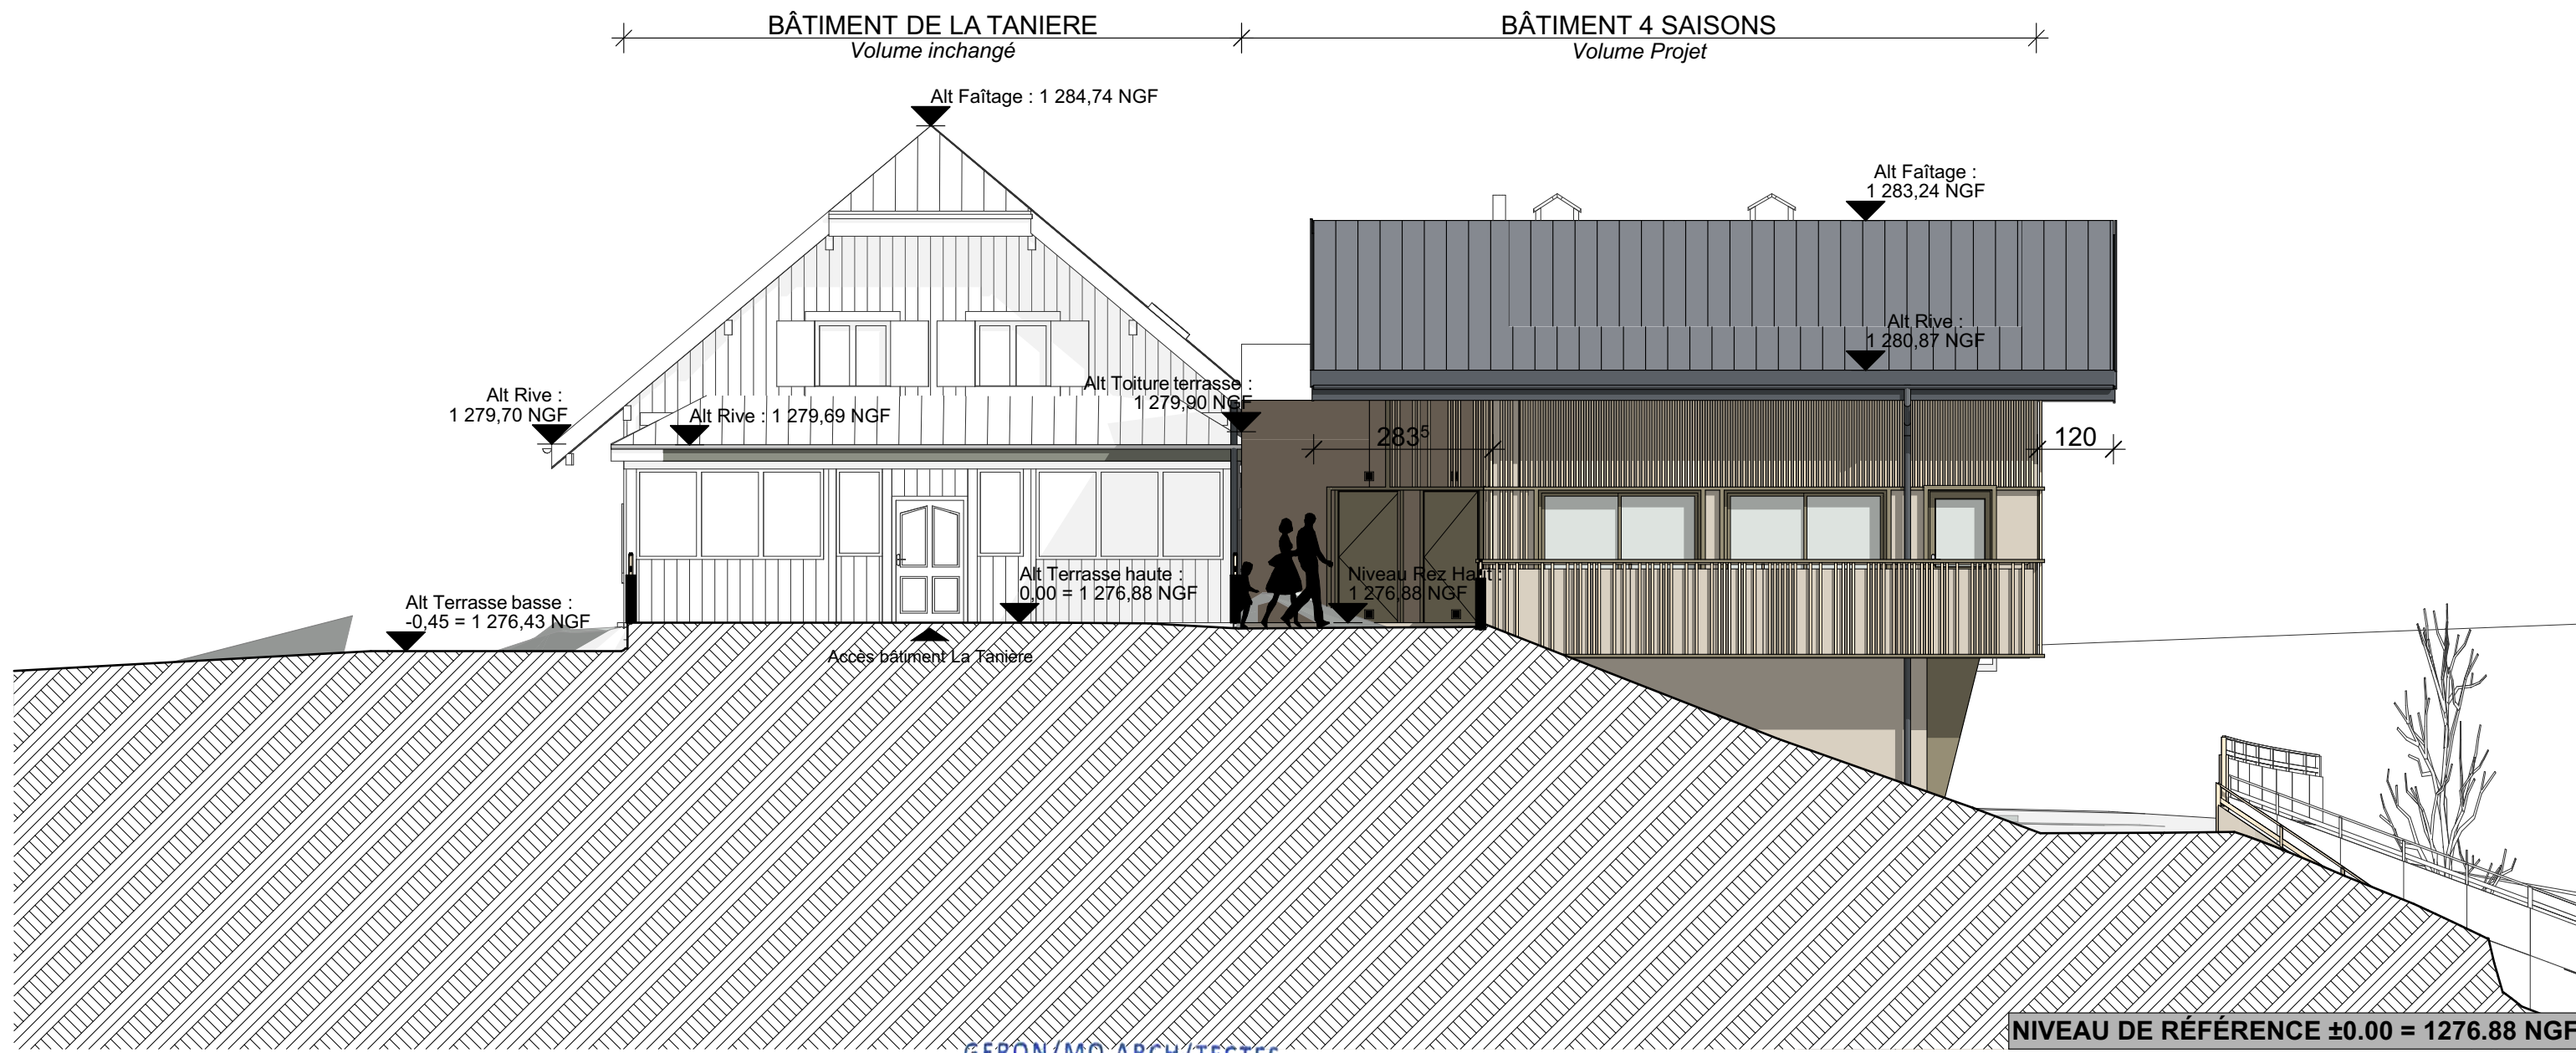 BÂTIMENT DE LA TANIERE
Volume inchangé
BÂTIMENT 4 SAISONS
Volume Projet
Alt Faîtage : 1 284,74 NGF
Alt Faîtage :
1 283,24 NGF
Alt Rive :
1 280,87 NGF
Alt Rive :
1 279,70 NGF
Alt Rive : 1 279,69 NGF
Alt Toiture terrasse :
1 279,90 NGF
283⁵
120
Alt Terrasse basse :
-0,45 = 1 276,43 NGF
Alt Terrasse haute :
0,00 = 1 276,88 NGF
Niveau Rez Haut :
1 276,88 NGF
Accès bâtiment La Tanière
NIVEAU DE RÉFÉRENCE ±0.00 = 1276.88 NGF
GERON/MO ARCH/TECTES